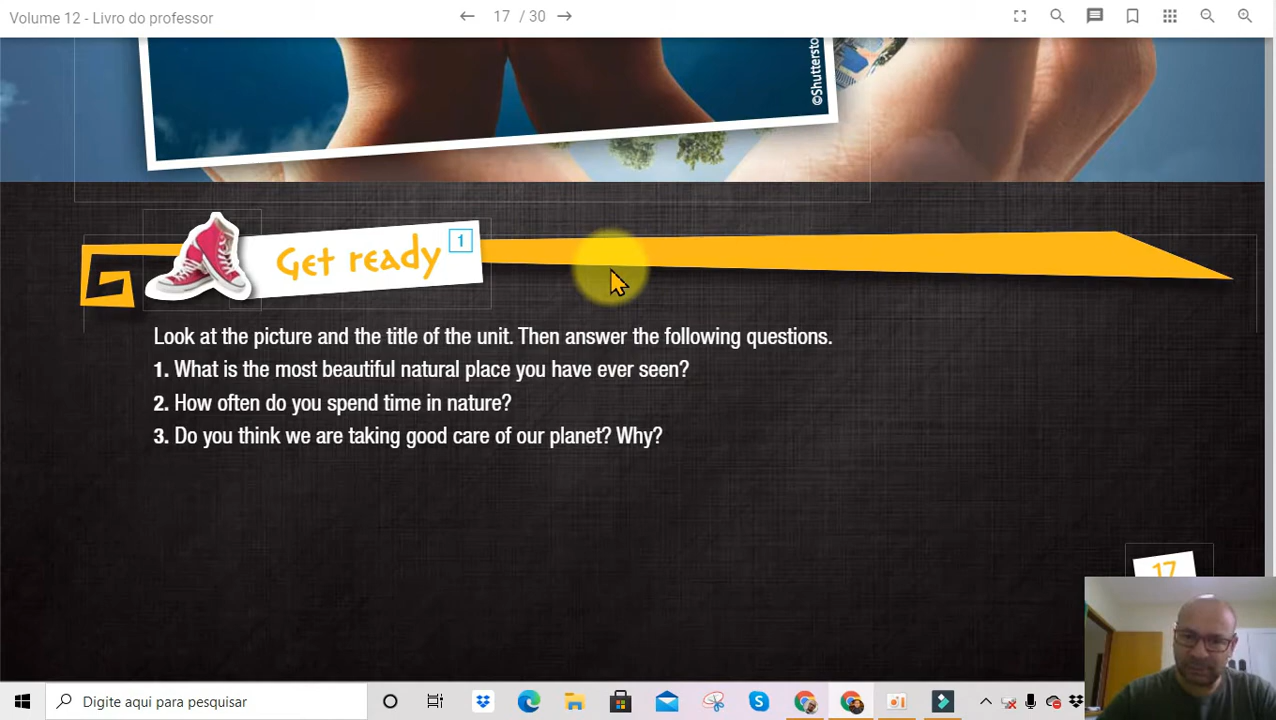 Volume 12 - Livro do professor
17 / 30
©Shuttersto
Get ready
1
Look at the picture and the title of the unit. Then answer the following questions.
1. What is the most beautiful natural place you have ever seen?
2. How often do you spend time in nature?
3. Do you think we are taking good care of our planet? Why?
17
Digite aqui para pesquisar